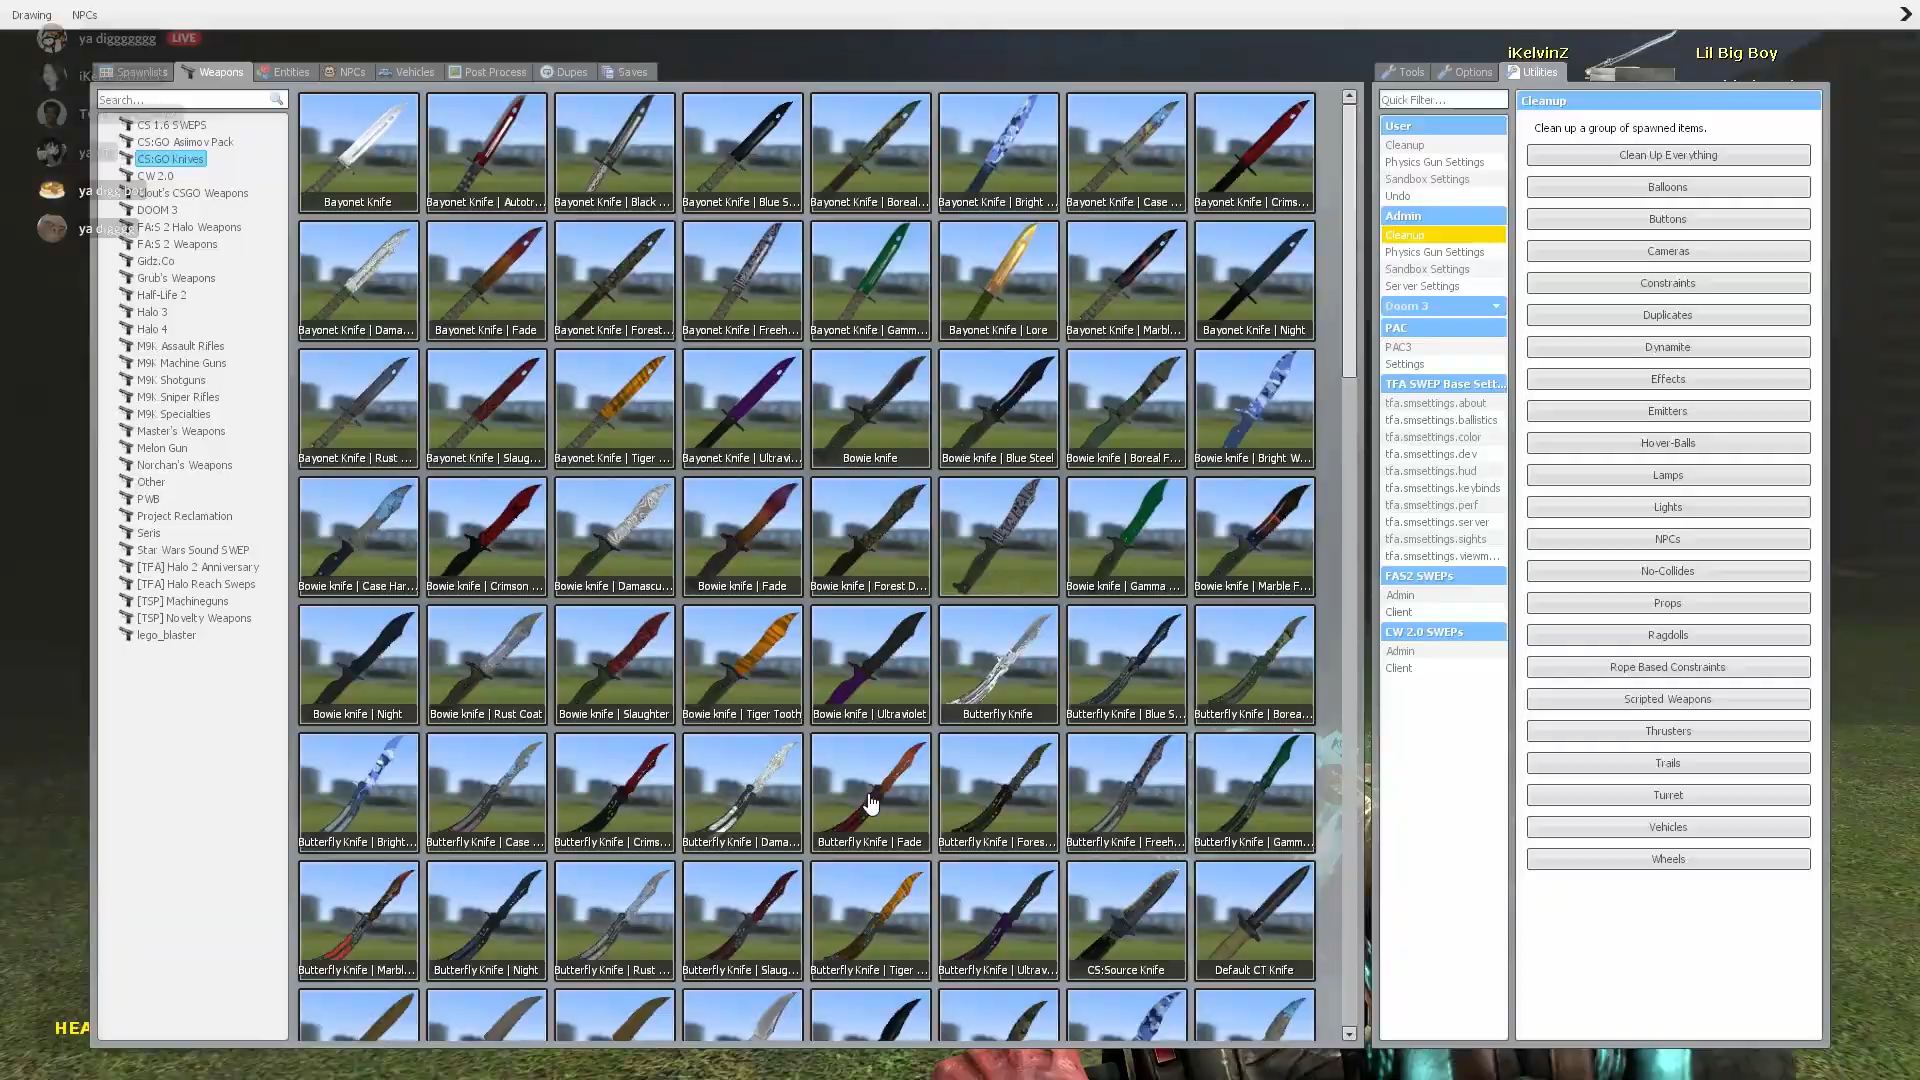 Drawing NPCs
ya digggggggg LIVE
iKelvinZ Lil Big Boy
Spawnlists Weapons Entities NPCs Vehicles Post Process Dupes Saves
Tools Options Utilities
Search...
CS 1.6 SWEPS
CS:GO Asiimov Pack
CS:GO Knives
CW 2.0
DOOM 3
FA:S 2 Halo Weapons
FA:S 2 Weapons
Gidz.Co
Grub's Weapons
Half-Life 2
Halo 3
Halo 4
M9K Assault Rifles
M9K Machine Guns
M9K Shotguns
M9K Sniper Rifles
M9K Specialties
Master's Weapons
Melon Gun
Norchan's Weapons
Other
PWB
Project Reclamation
Seris
Star Wars Sound SWEP
[TFA] Halo 2 Anniversary
[TFA] Halo Reach Sweps
[TSP] Machineguns
[TSP] Novelty Weapons
lego_blaster
Bayonet Knife
Bayonet Knife | Autotr...
Bayonet Knife | Black ...
Bayonet Knife | Blue S...
Bayonet Knife | Boreal...
Bayonet Knife | Bright ...
Bayonet Knife | Case ...
Bayonet Knife | Crims...
Bayonet Knife | Dama...
Bayonet Knife | Fade
Bayonet Knife | Forest...
Bayonet Knife | Freeh...
Bayonet Knife | Gamm...
Bayonet Knife | Lore
Bayonet Knife | Marbl...
Bayonet Knife | Night
Bayonet Knife | Rust ...
Bayonet Knife | Slaug...
Bayonet Knife | Tiger ...
Bayonet Knife | Ultravi...
Bowie knife
Bowie knife | Blue Steel
Bowie knife | Boreal F...
Bowie knife | Bright W...
Bowie knife | Case Har...
Bowie knife | Crimson ...
Bowie knife | Damascu...
Bowie knife | Fade
Bowie knife | Forest D...
Bowie knife | Gamma ...
Bowie knife | Marble F...
Bowie knife | Night
Bowie knife | Rust Coat
Bowie knife | Slaughter
Bowie knife | Tiger Tooth
Bowie knife | Ultraviolet
Butterfly Knife
Butterfly Knife | Blue S...
Butterfly Knife | Borea...
Butterfly Knife | Bright...
Butterfly Knife | Case ...
Butterfly Knife | Crims...
Butterfly Knife | Dama...
Butterfly Knife | Fade
Butterfly Knife | Fores...
Butterfly Knife | Freeh...
Butterfly Knife | Gamm...
Butterfly Knife | Marbl...
Butterfly Knife | Night
Butterfly Knife | Rust ...
Butterfly Knife | Slaug...
Butterfly Knife | Tiger ...
Butterfly Knife | Ultrav...
CS:Source Knife
Default CT Knife
Quick Filter...
User
Cleanup
Physics Gun Settings
Sandbox Settings
Undo
Admin
Cleanup
Physics Gun Settings
Sandbox Settings
Server Settings
Doom 3
PAC
PAC3
Settings
TFA SWEP Base Sett...
tfa.smsettings.about
tfa.smsettings.ballistics
tfa.smsettings.color
tfa.smsettings.dev
tfa.smsettings.hud
tfa.smsettings.keybinds
tfa.smsettings.perf
tfa.smsettings.server
tfa.smsettings.sights
tfa.smsettings.viewm...
FAS2 SWEPs
Admin
Client
CW 2.0 SWEPs
Admin
Client
Cleanup
Clean up a group of spawned items.
Clean Up Everything
Balloons
Buttons
Cameras
Constraints
Duplicates
Dynamite
Effects
Emitters
Hover-Balls
Lamps
Lights
NPCs
No-Collides
Props
Ragdolls
Rope Based Constraints
Scripted Weapons
Thrusters
Trails
Turret
Vehicles
Wheels
HEA